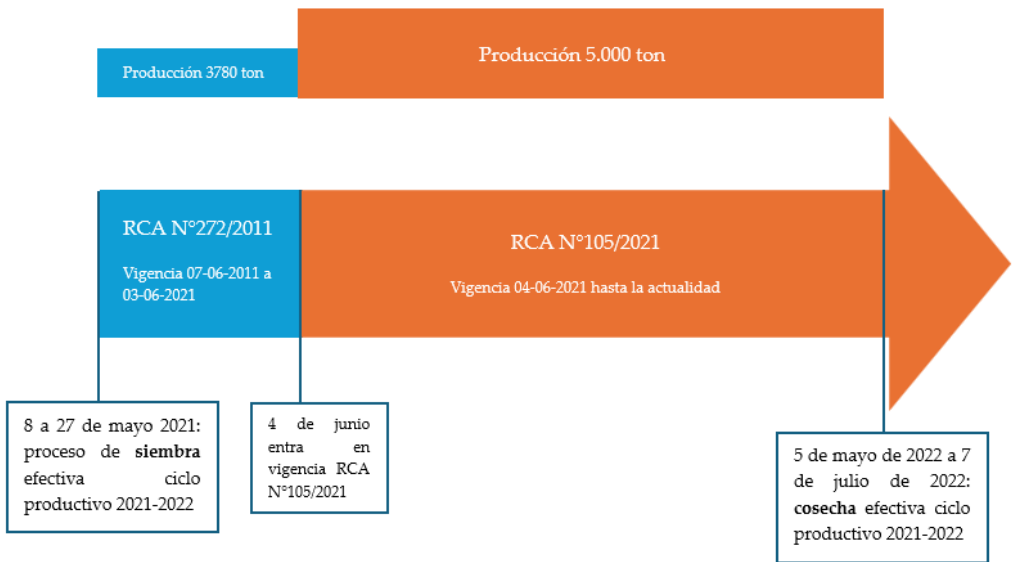 Producción 3780 ton
Producción 5.000 ton
RCA N°272/2011
Vigencia 07-06-2011 a
03-06-2021
RCA N°105/2021
Vigencia 04-06-2021 hasta la actualidad
8 a 27 de mayo 2021:
proceso de siembra
efectiva ciclo
productivo 2021-2022
4 de junio
entra en
vigencia RCA
N°105/2021
5 de mayo de 2022 a 7
de julio de 2022:
cosecha efectiva ciclo
productivo 2021-2022